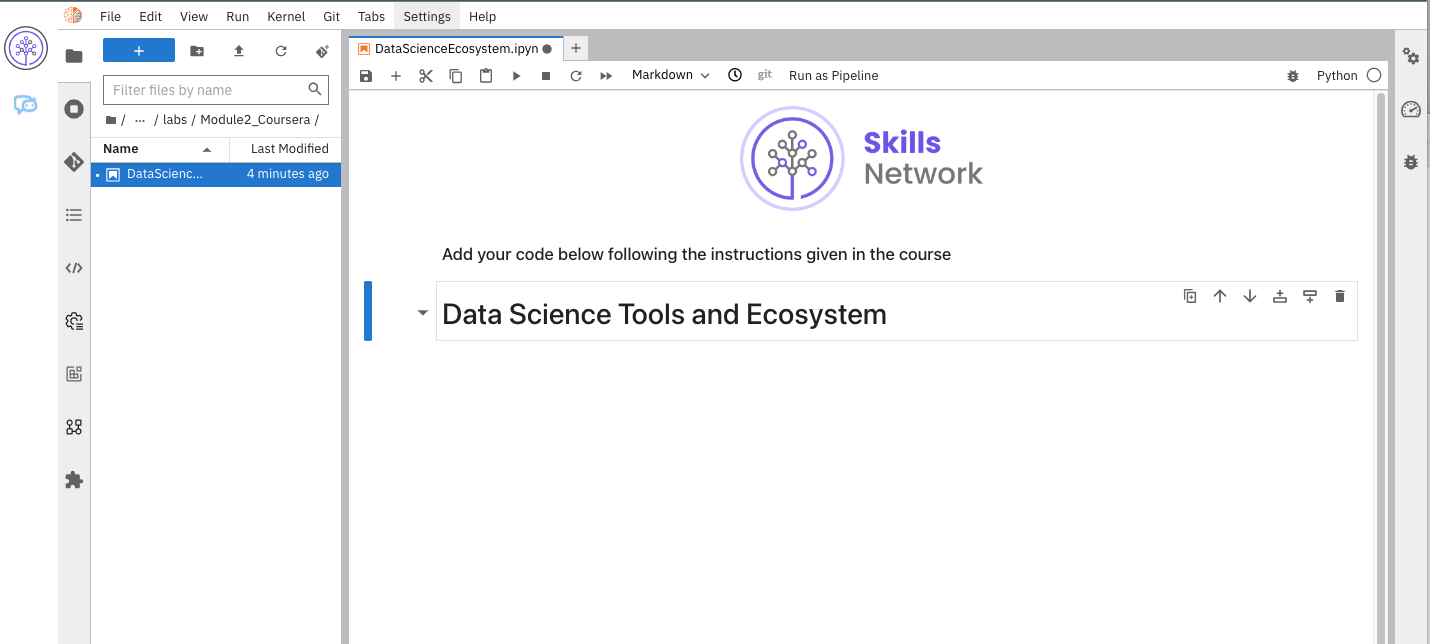 File Edit View Run Kernel Git Tabs Settings Help
DataScienceEcosystem.ipyn
Markdown git Run as Pipeline Python
Filter files by name
/ ... / labs / Module2_Coursera /
Name Last Modified
DataScienc... 4 minutes ago
Skills
Network
Add your code below following the instructions given in the course
Data Science Tools and Ecosystem